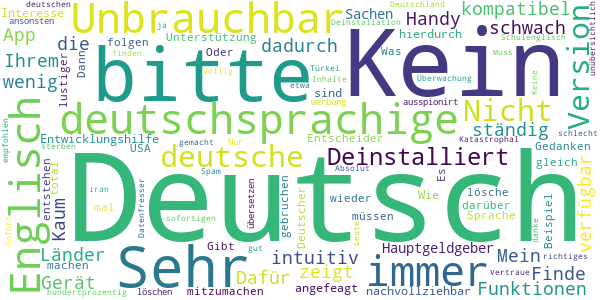 deutschen
Interesse
ansonsten
Unbrauchbar
ja
Deinstallation
Deutschland
Sachen
kompatibel
App
folgen
Unterstützung
Handy
hierdurch
schwach
Schulenglisch
unübersichtlich
Ihrem
die
Dann
lustiger
dadurch
Oder
finden
Was
Muss
wenig
bitte
Kein
Version
Türkei
Inhalte
Überwachung
Keine
Völlig
sind
etwa
werbung
ausspioniert
deutschsprachige
Nicht
schlecht
Englisch
empfohlen
Entwicklungshilfe
sterben
USA
gemacht
Nur
Entscheider
Katastrophal
ständig
Gedanken
deutsche
Deinstalliert
Es
gleich
entstehen
Kaum
total
iran
mal
Spam
Datenfresser
Deutsch
Absolut
übersetzen
Deutscher
gebruchen
wieder
Wie
lösche
darüber
Sprache
Beispiel
verfügbar
Sofort
sofortigen
müssen
danke
Länder
machen
Sehr
Gibt
gut
intuitiv
Leute
immer
Hauptgeldgeber
Mein
richtiges
Gerät
Dafür
zeigt
vertraue
Finde
hundertprozentig
löschen
mitzumachen
angefeagt
nachvollziehbar
Funktionen